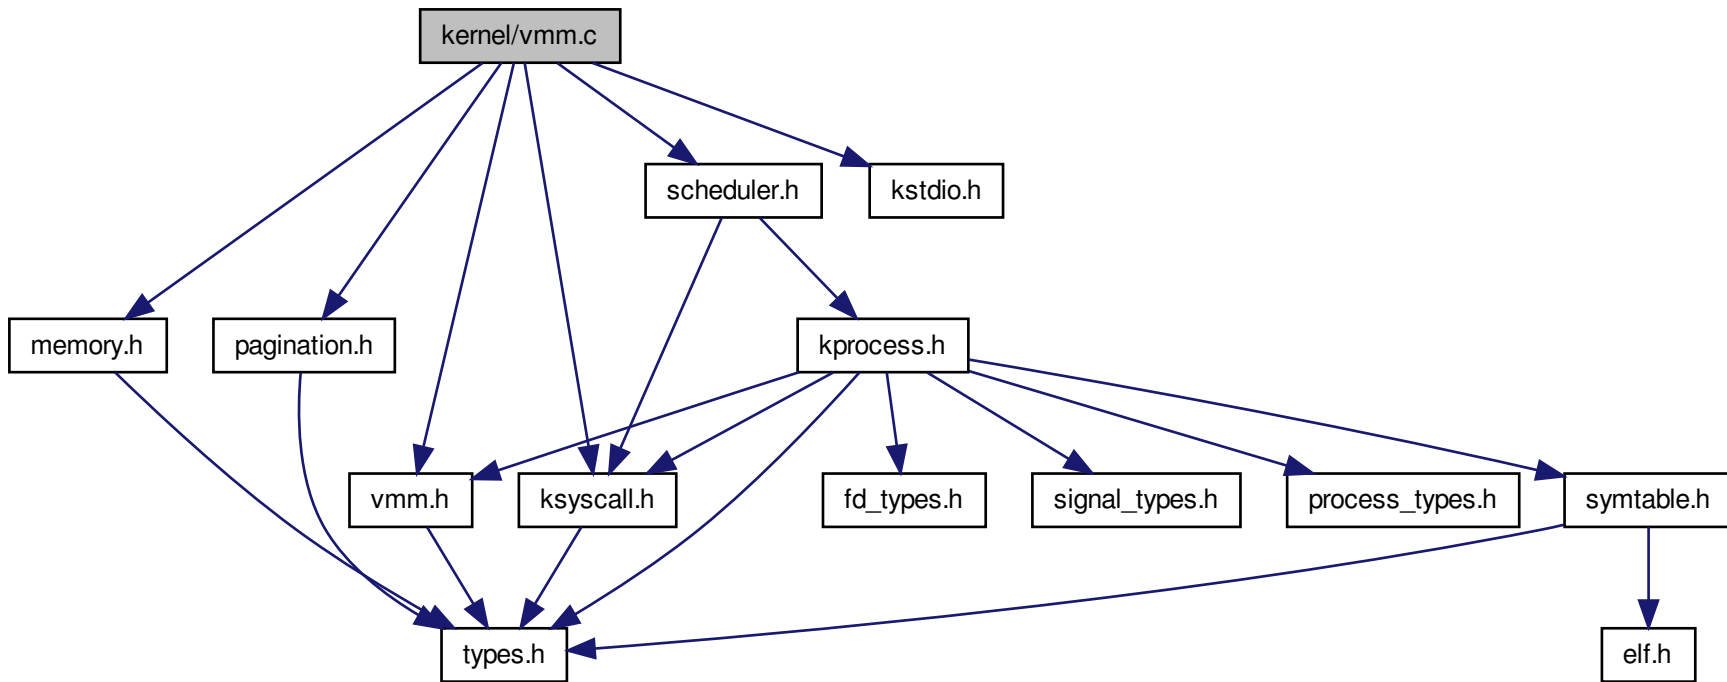 kernel/vmm.c
scheduler.h
kstdio.h
memory.h
pagination.h
kprocess.h
vmm.h
ksyscall.h
fd_types.h
signal_types.h
process_types.h
symtable.h
types.h
elf.h